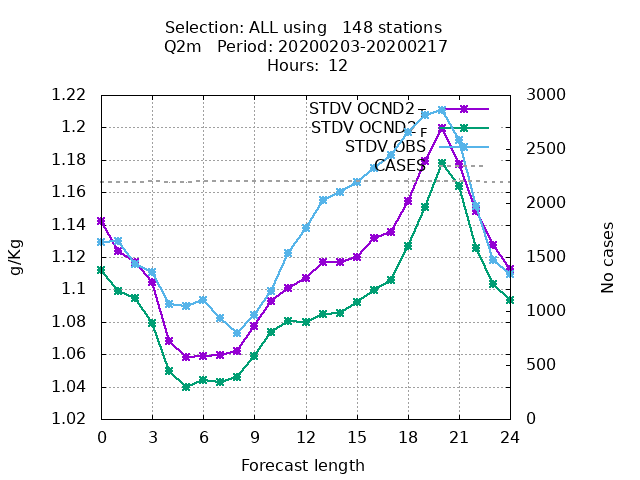 Selection: ALL using 148 stations
Q2m Period: 20200203-20200217
Hours: 12
1.22
1.2
1.18
1.16
1.14
1.12
1.1
1.08
1.06
1.04
1.02
3000
2500
2000
1500
1000
500
0
STDV OCND2 T
STDV OCND2 F
STDV OBS
CASES
g/Kg
No cases
0 3 6 9 12 15 18 21 24
Forecast length